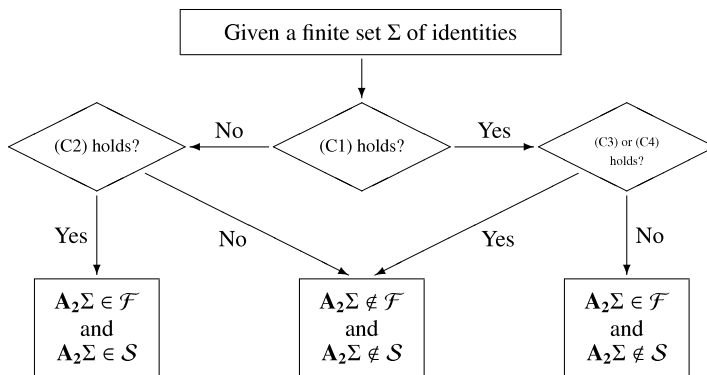 Given a finite set Σ of identities
(C2) holds?
No
(C1) holds?
Yes
(C3) or (C4)
holds?
Yes
No
Yes
No
A₂Σ ∈ ℱ
and
A₂Σ ∈ 𝒮
A₂Σ ∉ ℱ
and
A₂Σ ∉ 𝒮
A₂Σ ∈ ℱ
and
A₂Σ ∉ 𝒮